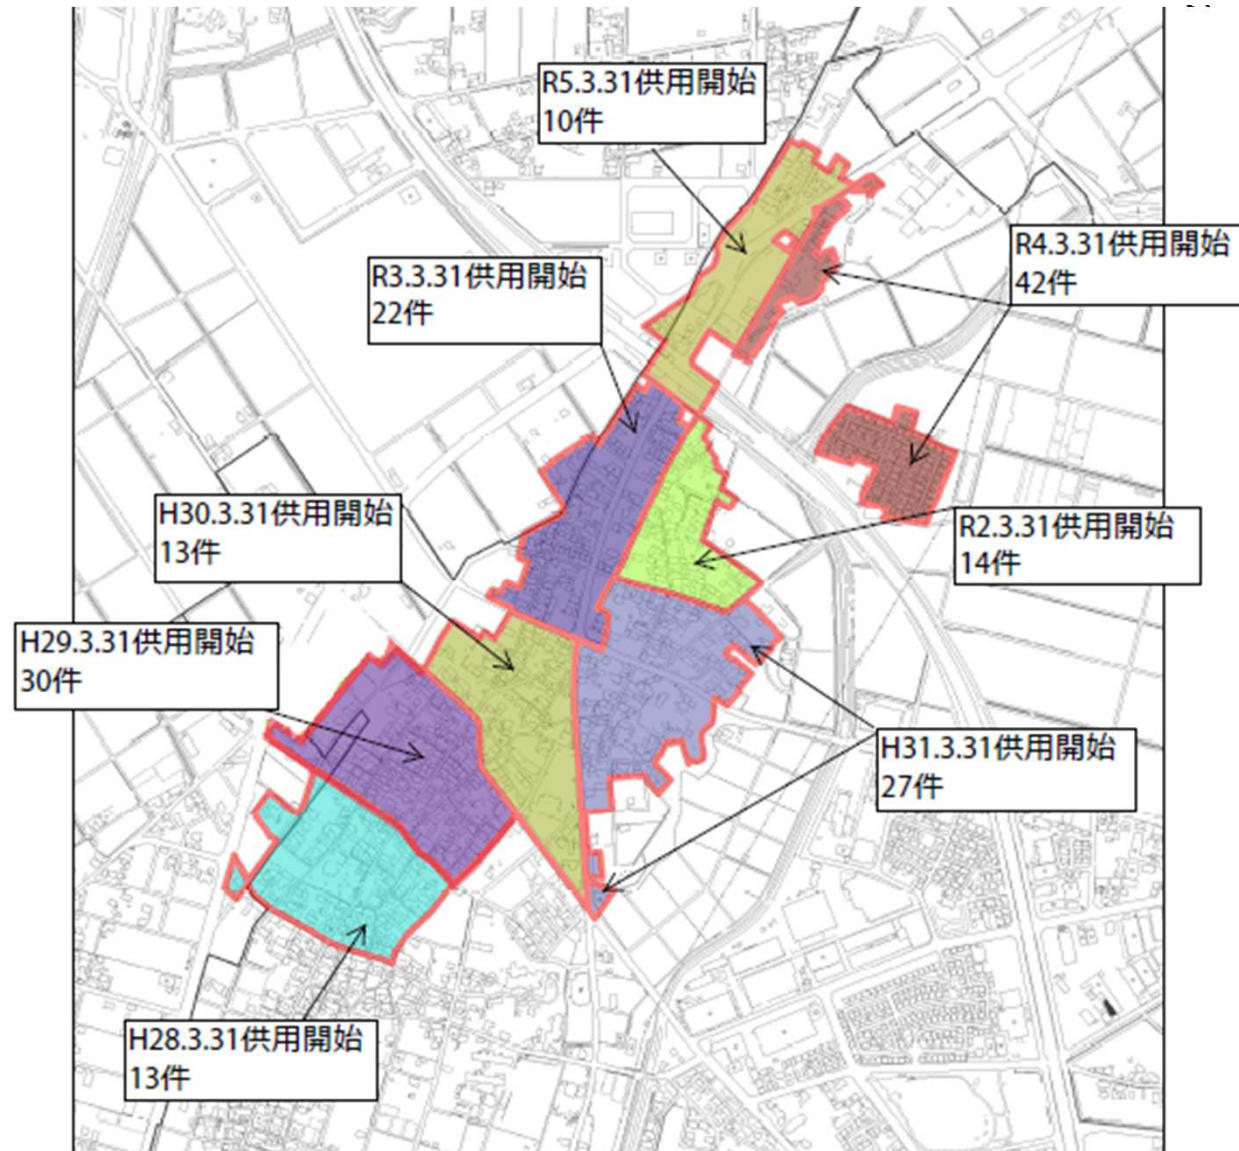 R5.3.31供用開始
10件
R4.3.31供用開始
42件
R3.3.31供用開始
22件
H30.3.31供用開始
13件
R2.3.31供用開始
14件
H29.3.31供用開始
30件
H31.3.31供用開始
27件
H28.3.31供用開始
13件